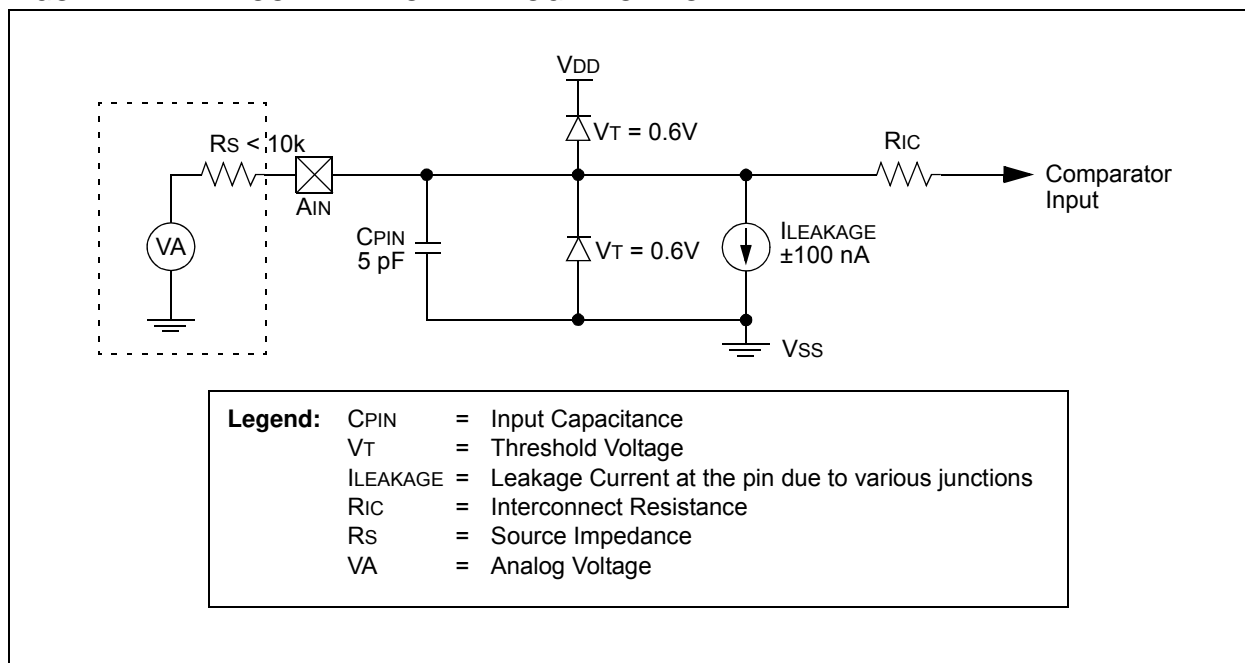 VDD
VT = 0.6V
RS < 10k
RIC
AIN
Comparator
Input
VA
CPIN
5 pF
VT = 0.6V
ILEAKAGE
±100 nA
VSS
Legend: CPIN = Input Capacitance
VT = Threshold Voltage
ILEAKAGE = Leakage Current at the pin due to various junctions
RIC = Interconnect Resistance
RS = Source Impedance
VA = Analog Voltage